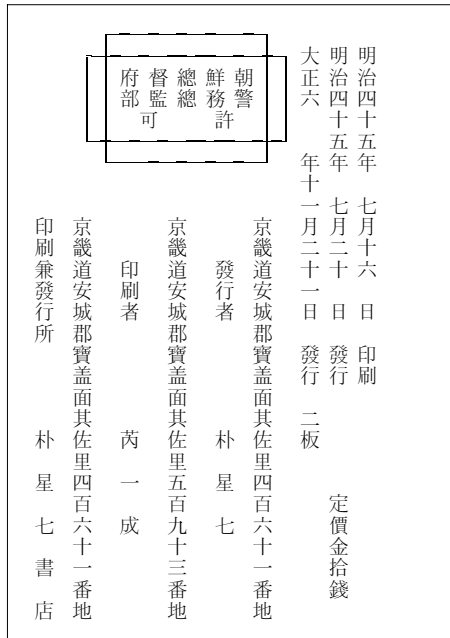 明治四十五年 七月十六 日 印刷
明治四十五年 七月二十 日 發行 定價金拾錢
大正六 年十一月二十一日 發行 二板
朝鮮總督府
警務總監部
許可
京畿道安城郡寶盖面其佐里四百六十一番地
發行者 朴 星 七
京畿道安城郡寶盖面其佐里五百九十三番地
印刷者 芮 一 成
京畿道安城郡寶盖面其佐里四百六十一番地
印刷兼發行所 朴 星 七 書 店